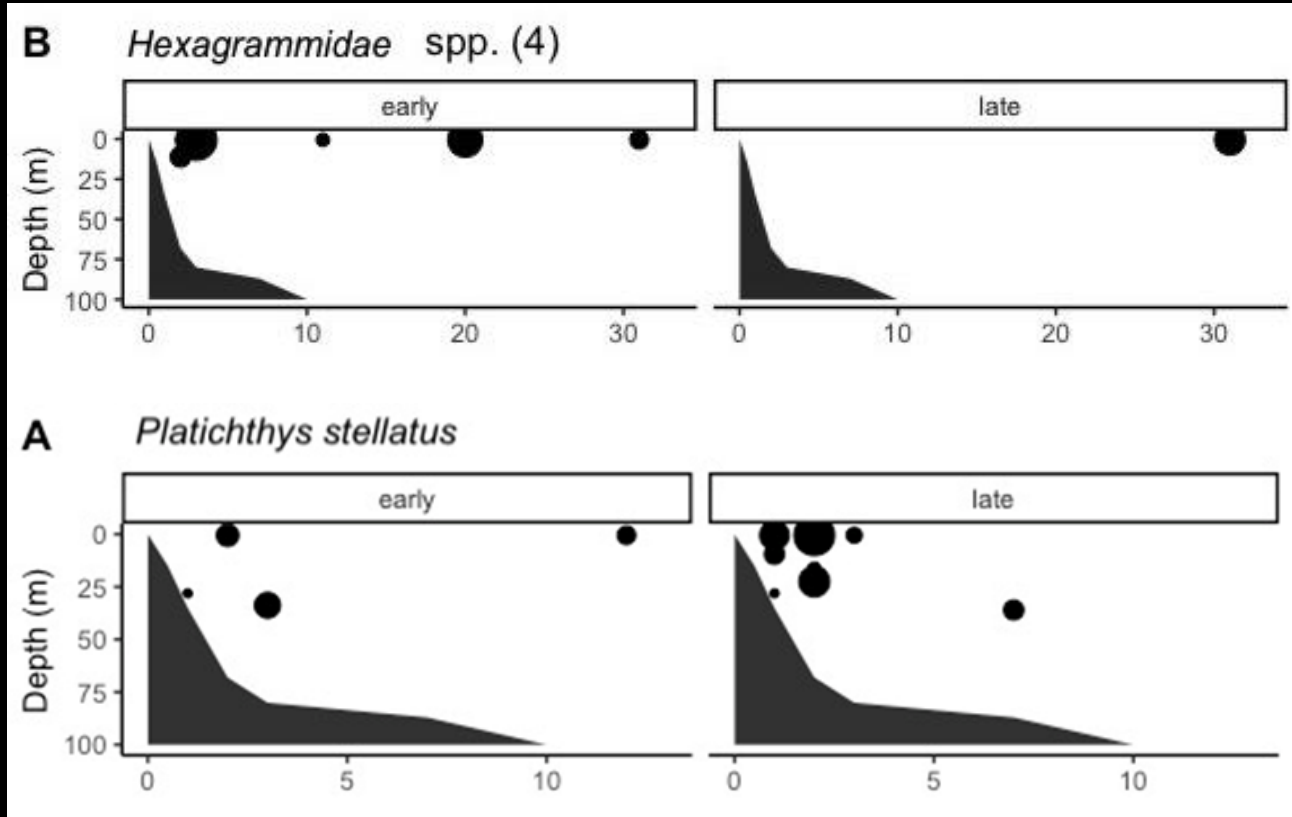 B Hexagrammidae spp. (4)
early late
Depth (m)
0
25
50
75
100
0 10 20 30 0 10 20 30
A Platichthys stellatus
early late
Depth (m)
0
25
50
75
100
0 5 10 0 5 10